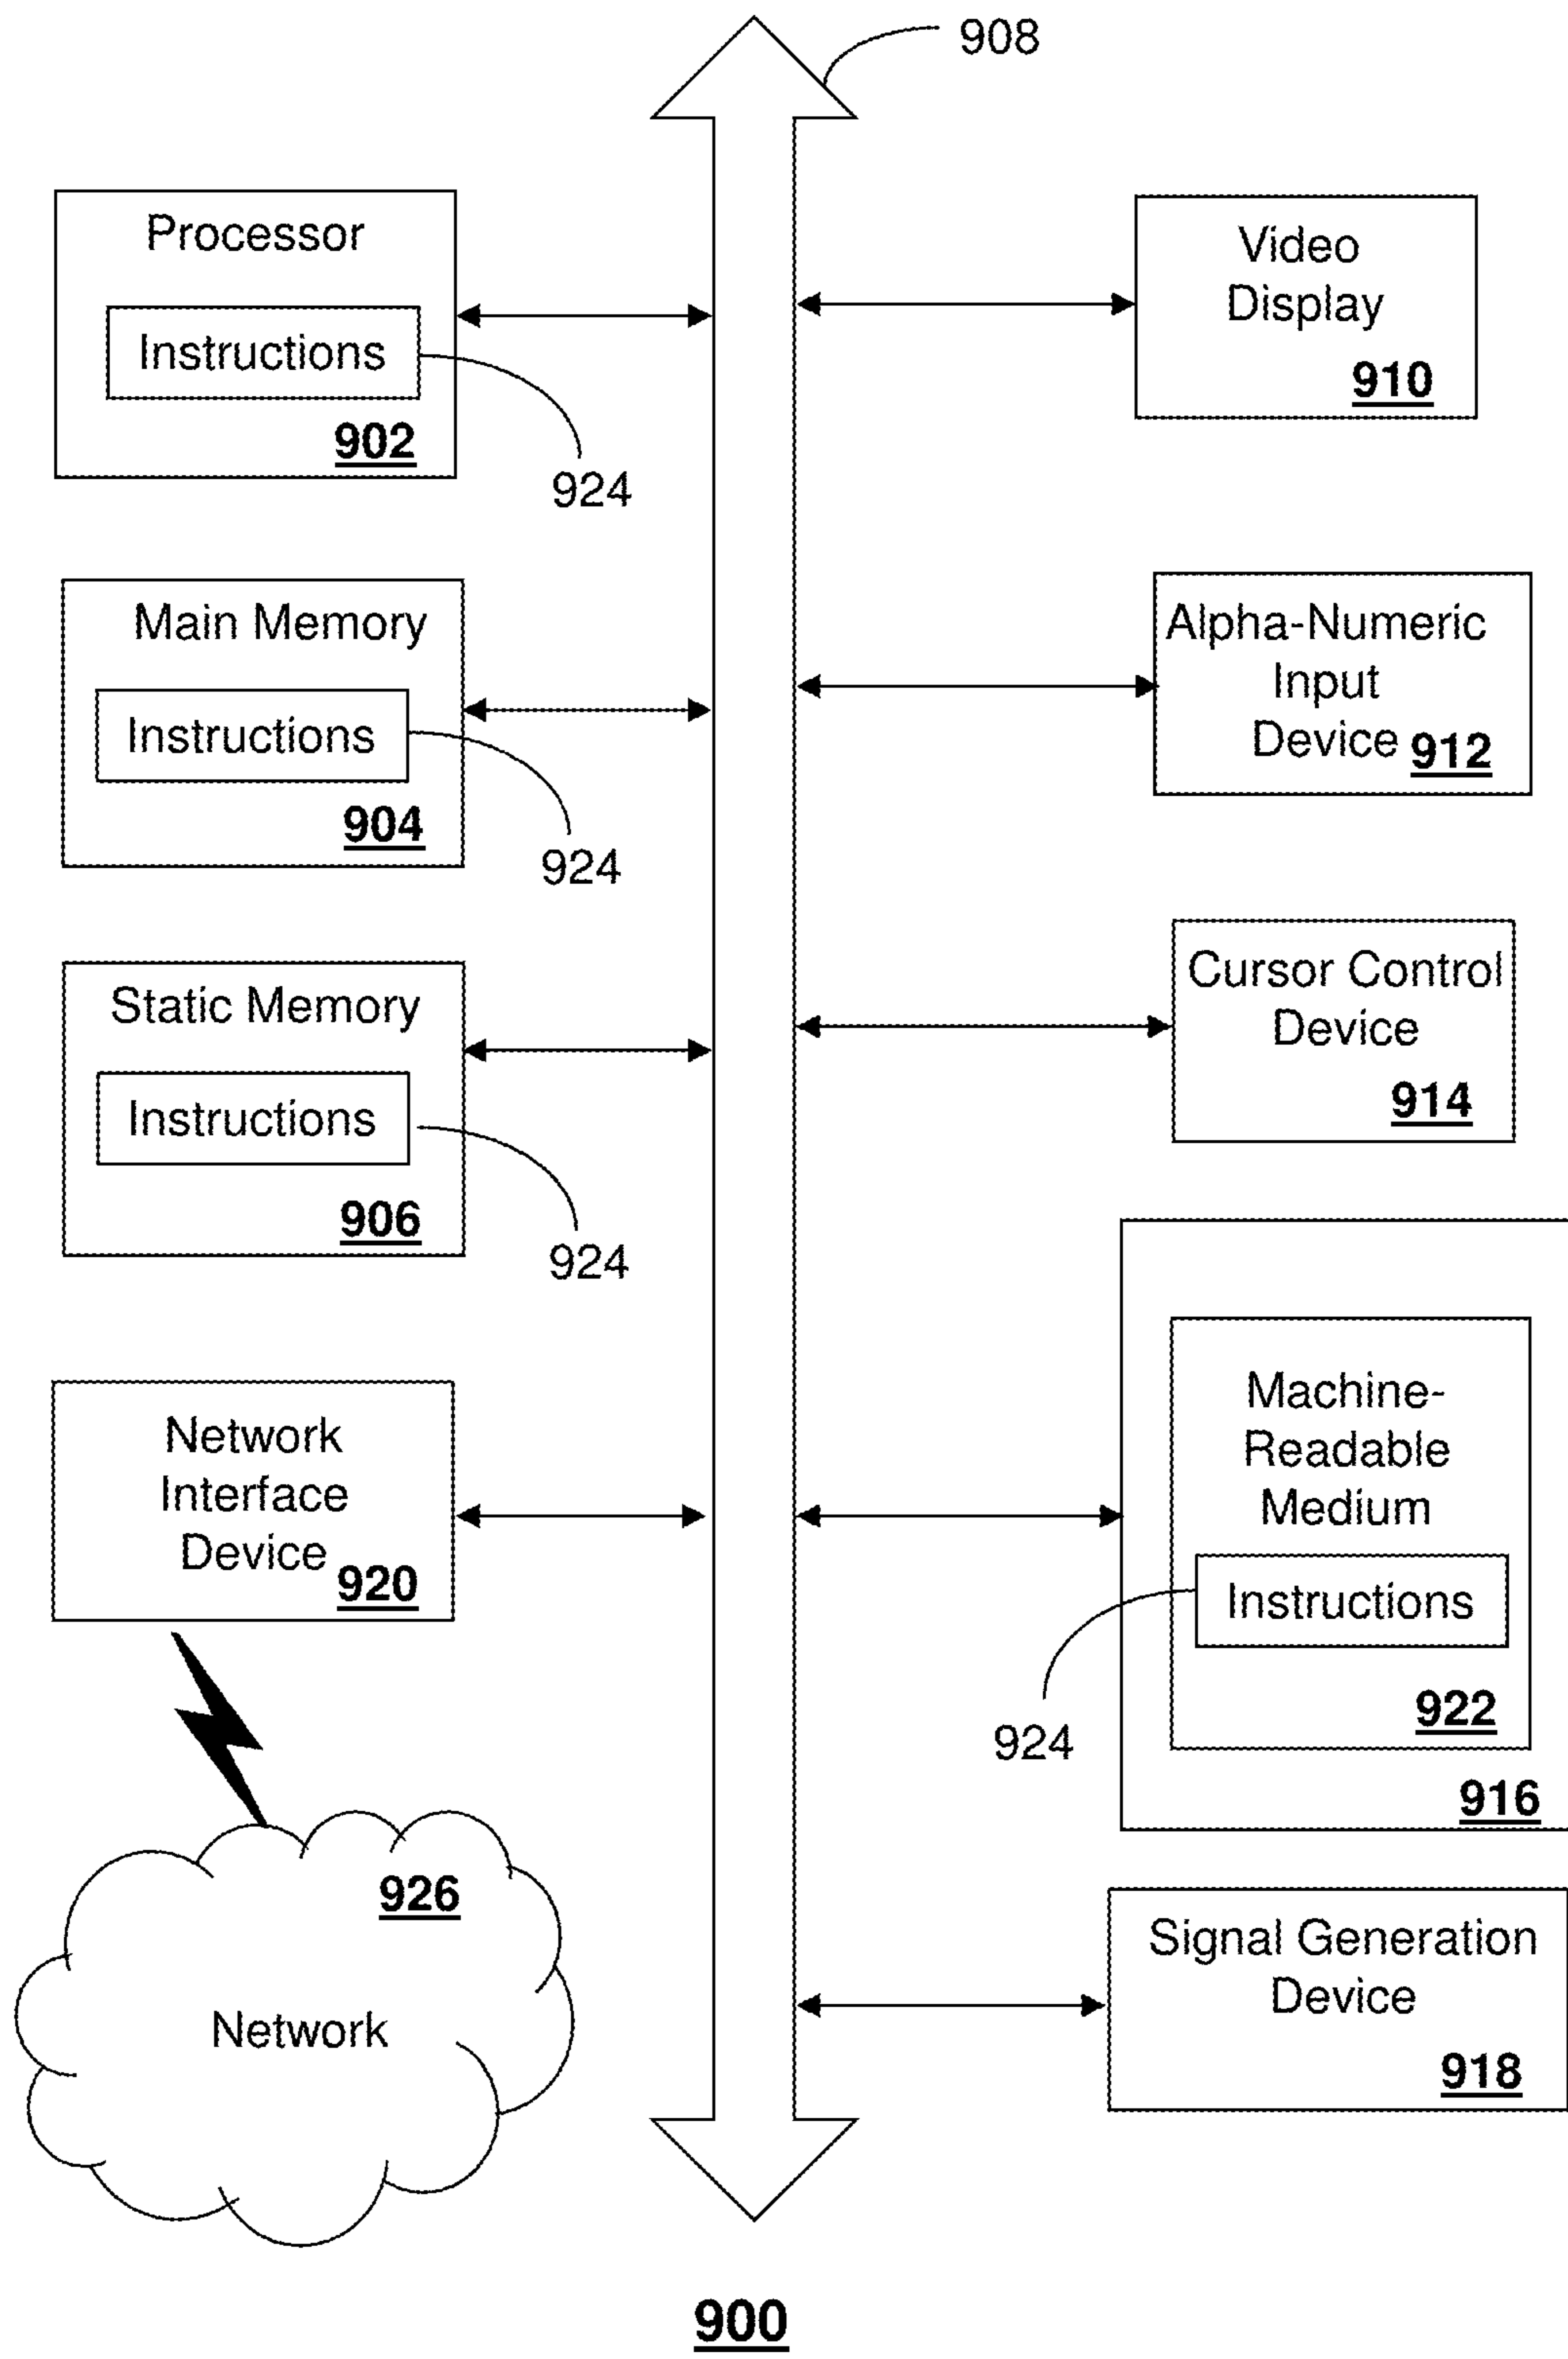 908
Processor
Instructions
902
924
Main Memory
Instructions
904
924
Static Memory
Instructions
906
924
Network
Interface
Device
920
926
Network
Video
Display
910
Alpha-Numeric
Input
Device 912
Cursor Control
Device
914
Machine-
Readable
Medium
Instructions
922
924
916
Signal Generation
Device
918
900